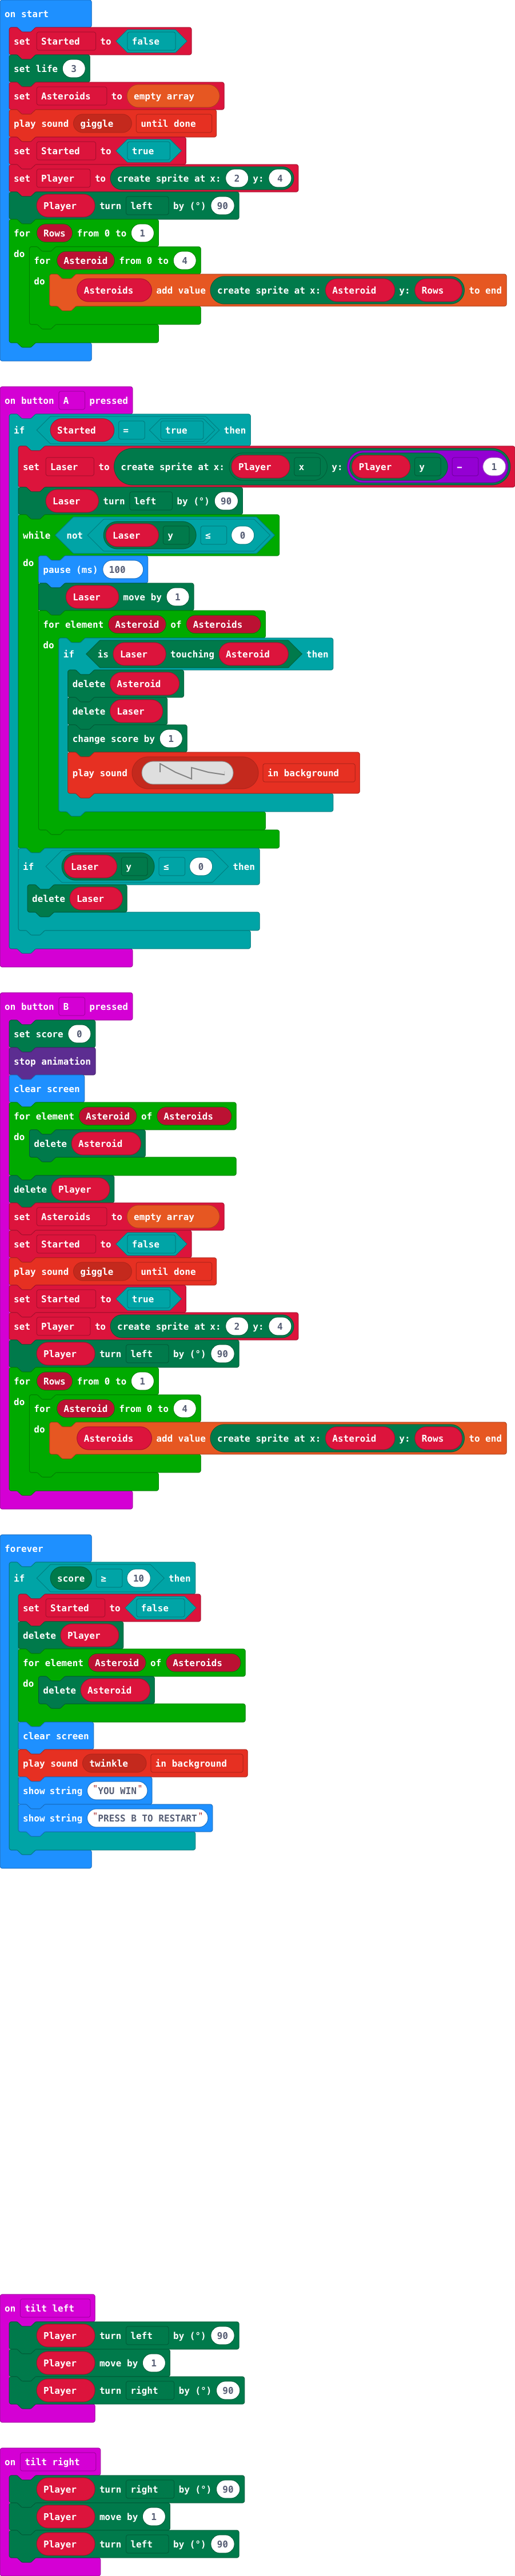 on start
set Started to false
set life 3
set Asteroids to empty array
play sound giggle until done
set Started to true
set Player to create sprite at x: 2 y: 4
Player turn left by (°) 90
for Rows from 0 to 1
do for Asteroid from 0 to 4
do Asteroids add value create sprite at x: Asteroid y: Rows to end
on button A pressed
if Started = true then
set Laser to create sprite at x: Player x y: Player y - 1
Laser turn left by (°) 90
while not Laser y ≤ 0
do pause (ms) 100
Laser move by 1
for element Asteroid of Asteroids
do if is Laser touching Asteroid then
delete Asteroid
delete Laser
change score by 1
play sound in background
if Laser y ≤ 0 then
delete Laser
on button B pressed
set score 0
stop animation
clear screen
for element Asteroid of Asteroids
do delete Asteroid
delete Player
set Asteroids to empty array
set Started to false
play sound giggle until done
set Started to true
set Player to create sprite at x: 2 y: 4
Player turn left by (°) 90
for Rows from 0 to 1
do for Asteroid from 0 to 4
do Asteroids add value create sprite at x: Asteroid y: Rows to end
forever
if score ≥ 10 then
set Started to false
delete Player
for element Asteroid of Asteroids
do delete Asteroid
clear screen
play sound twinkle in background
show string "YOU WIN"
show string "PRESS B TO RESTART"
on tilt left
Player turn left by (°) 90
Player move by 1
Player turn right by (°) 90
on tilt right
Player turn right by (°) 90
Player move by 1
Player turn left by (°) 90